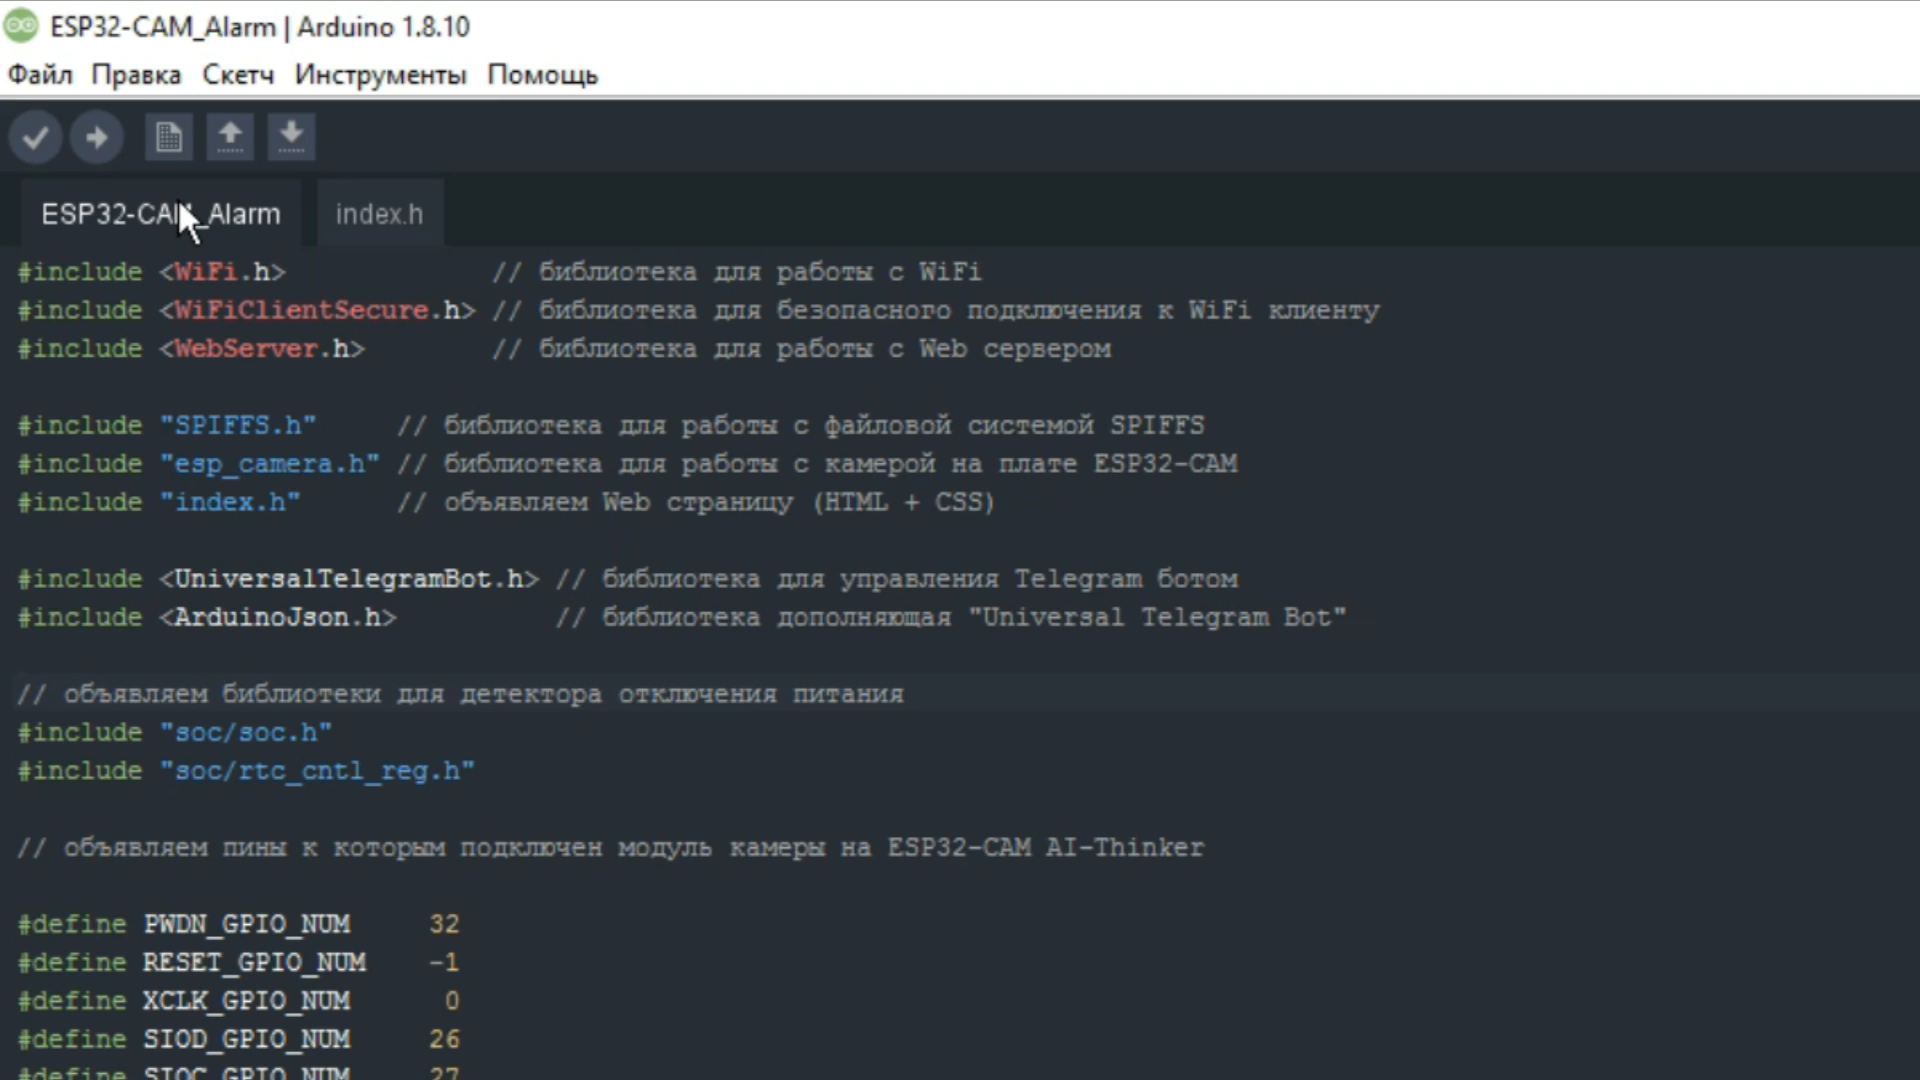 ESP32-CAM_Alarm | Arduino 1.8.10
Файл Правка Скетч Инструменты Помощь
ESP32-CAM_Alarm index.h
#include <WiFi.h> // библиотека для работы с WiFi
#include <WiFiClientSecure.h> // библиотека для безопасного подключения к WiFi клиенту
#include <WebServer.h> // библиотека для работы с Web сервером
#include "SPIFFS.h" // библиотека для работы с файловой системой SPIFFS
#include "esp_camera.h" // библиотека для работы с камерой на плате ESP32-CAM
#include "index.h" // объявляем Web страницу (HTML + CSS)
#include <UniversalTelegramBot.h> // библиотека для управления Telegram ботом
#include <ArduinoJson.h> // библиотека дополняющая "Universal Telegram Bot"
// объявляем библиотеки для детектора отключения питания
#include "soc/soc.h"
#include "soc/rtc_cntl_reg.h"
// объявляем пины к которым подключен модуль камеры на ESP32-CAM AI-Thinker
#define PWDN_GPIO_NUM 32
#define RESET_GPIO_NUM -1
#define XCLK_GPIO_NUM 0
#define SIOD_GPIO_NUM 26
#define SIOC_GPIO_NUM 27